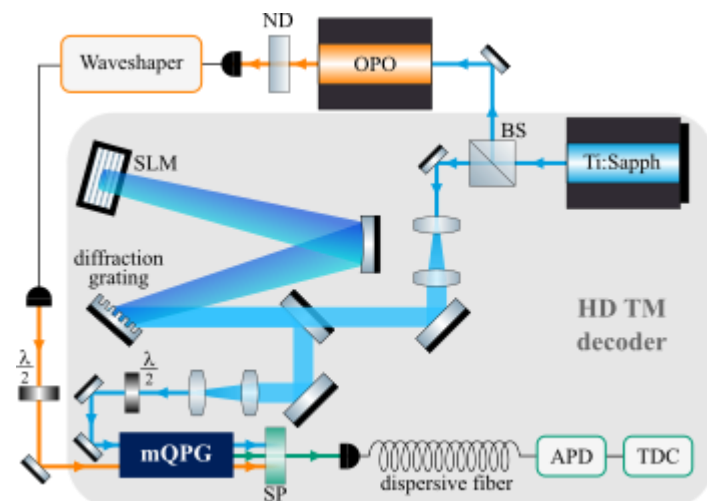 ND
Waveshaper
OPO
BS
Ti:Sapph
SLM
diffraction
grating
HD TM
decoder
λ/2
λ/2
mQPG
SP
dispersive fiber
APD
TDC